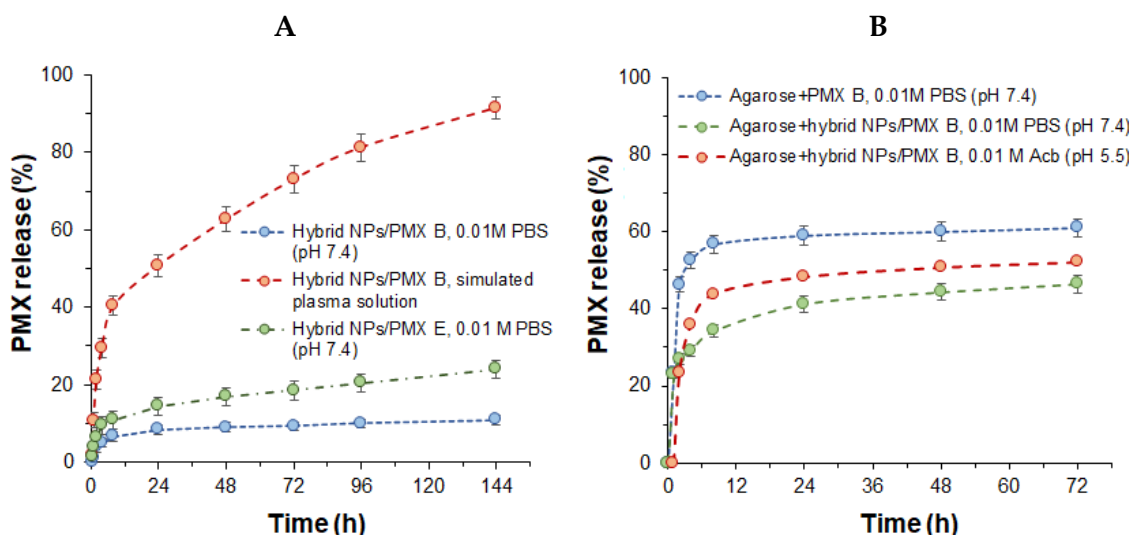 A
PMX release (%)
100
80
60
40
20
0
Hybrid NPs/PMX B, 0.01M PBS
(pH 7.4)
Hybrid NPs/PMX B, simulated
plasma solution
Hybrid NPs/PMX E, 0.01 M PBS
(pH 7.4)
0 24 48 72 96 120 144
Time (h)
B
PMX release (%)
100
80
60
40
20
0
Agarose+PMX B, 0.01M PBS (pH 7.4)
Agarose+hybrid NPs/PMX B, 0.01M PBS (pH 7.4)
Agarose+hybrid NPs/PMX B, 0.01 M Acb (pH 5.5)
0 12 24 36 48 60 72
Time (h)